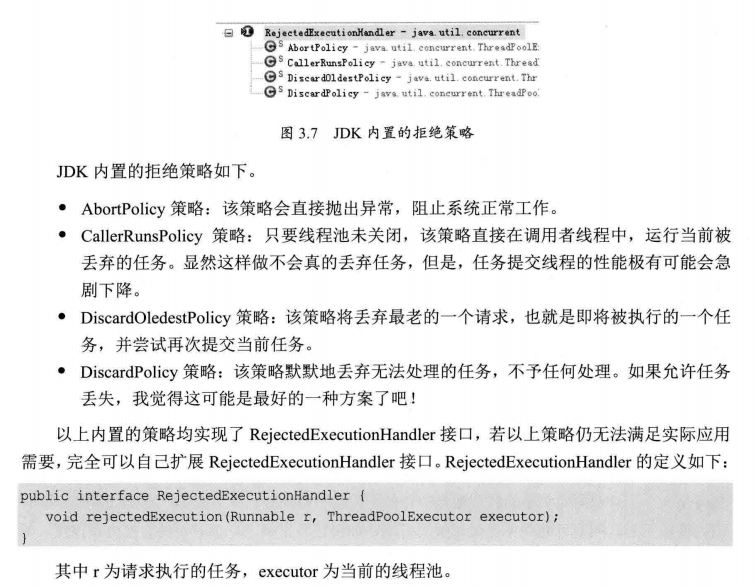 RejectedExecutionHandler - java.util.concurrent
S AbortPolicy - java.util.concurrent.ThreadPoolE
S CallerRunsPolicy - java.util.concurrent.Thread
S DiscardOldestPolicy - java.util.concurrent.Thr
S DiscardPolicy - java.util.concurrent.ThreadPoo
图 3.7 JDK 内置的拒绝策略
JDK 内置的拒绝策略如下。
● AbortPolicy 策略：该策略会直接抛出异常，阻止系统正常工作。
● CallerRunsPolicy 策略：只要线程池未关闭，该策略直接在调用者线程中，运行当前被
丢弃的任务。显然这样做不会真的丢弃任务，但是，任务提交线程的性能极有可能会急
剧下降。
● DiscardOledestPolicy 策略：该策略将丢弃最老的一个请求，也就是即将被执行的一个任
务，并尝试再次提交当前任务。
● DiscardPolicy 策略：该策略默默地丢弃无法处理的任务，不予任何处理。如果允许任务
丢失，我觉得这可能是最好的一种方案了吧！
以上内置的策略均实现了 RejectedExecutionHandler 接口，若以上策略仍无法满足实际应用
需要，完全可以自己扩展 RejectedExecutionHandler 接口。RejectedExecutionHandler 的定义如下：
public interface RejectedExecutionHandler {
void rejectedExecution(Runnable r, ThreadPoolExecutor executor);
}
其中 r 为请求执行的任务，executor 为当前的线程池。